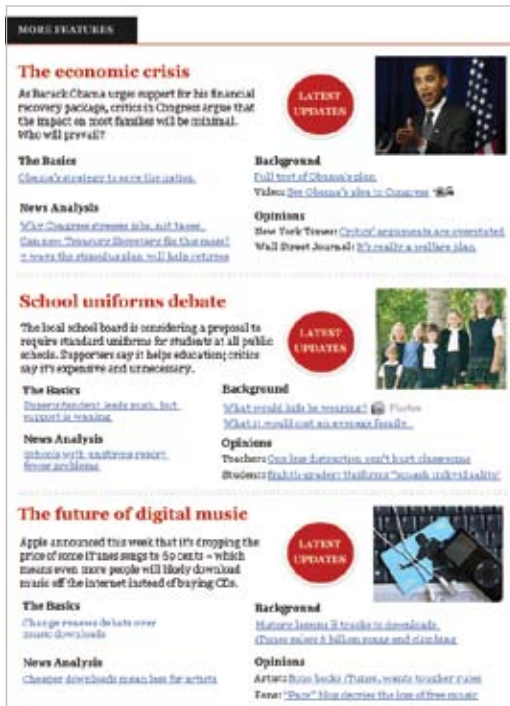 MORE FEATURES
The economic crisis
As Barack Obama urges support for his financial
recovery package, critics in Congress argue that
the impact on most families will be minimal.
Who will prevail?
LATEST
UPDATES
The Basics
Obama's strategy to save the nation
News Analysis
Why Congress stresses jobs, not taxes
Can new Treasury Secretary fix this mess?
ways the stimulus plan will help retirees
Background
Full text of Obama's plan
Video: See Obama's plea to Congress
Opinions
New York Times: Critics' arguments are overstated
Wall Street Journal: It's really a welfare plan
School uniforms debate
The local school board is considering a proposal to
require standard uniforms for students at all public
schools. Supporters say it helps education; critics
say it's expensive and unnecessary.
LATEST
UPDATES
The Basics
Superintendent leads push, but
support is waning
News Analysis
Schools with uniforms report
fewer problems
Background
What would kids be wearing? Photos
What it would cost an average family
Opinions
Teachers: One less distraction can't hurt classrooms
Students: Eighth-grader: Uniforms "squash individuality"
The future of digital music
Apple announced this week that it's dropping the
price of some iTunes songs to 69 cents – which
means even more people will likely download
music off the internet instead of buying CDs.
LATEST
UPDATES
The Basics
Change renews debate over
music downloads
News Analysis
Cheaper downloads mean less for artists
Background
History lesson: 8 tracks to downloads
iTunes sales: 6 billion songs and climbing
Opinions
Artist: Bono backs iTunes, wants tougher rules
Fans: blog decries the loss of free music